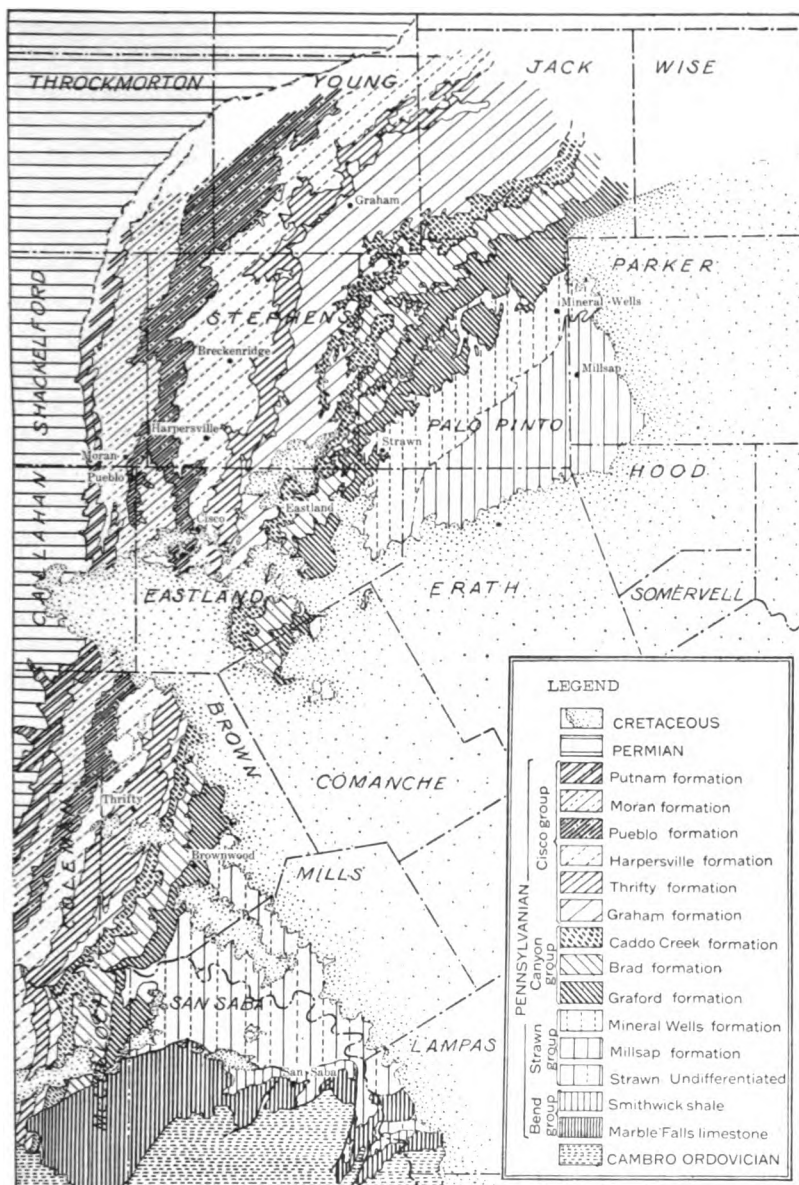 THROCKMORTON
YOUNG
JACK
WISE
Graham
SHACKELFORD
STEPHENS
PARKER
Mineral Wells
Breckenridge
Millsap
Harpersville
PALO PINTO
Strawn
Moran
Pueblo
HOOD
CALLAHAN
Cisco
Eastland
EASTLAND
ERATH
SOMERVELL
BROWN
COMANCHE
COLEMAN
Thrifty
Brownwood
MILLS
SAN SABA
McCULLOCH
LAMPAS
San Saba
LEGEND
CRETACEOUS
PERMIAN
PENNSYLVANIAN
Cisco group
Putnam formation
Moran formation
Pueblo formation
Harpersville formation
Thrifty formation
Graham formation
Canyon group
Caddo Creek formation
Brad formation
Graford formation
Strawn group
Mineral Wells formation
Millsap formation
Strawn Undifferentiated
Bend group
Smithwick shale
Marble Falls limestone
CAMBRO ORDOVICIAN